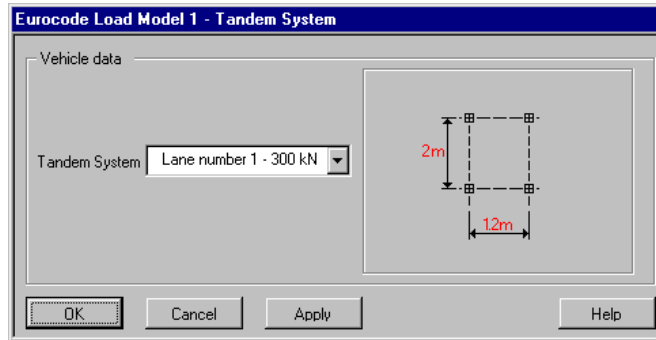 Eurocode Load Model 1 - Tandem System
Vehicle data
Tandem System
Lane number 1 - 300 kN
2m
1.2m
OK
Cancel
Apply
Help